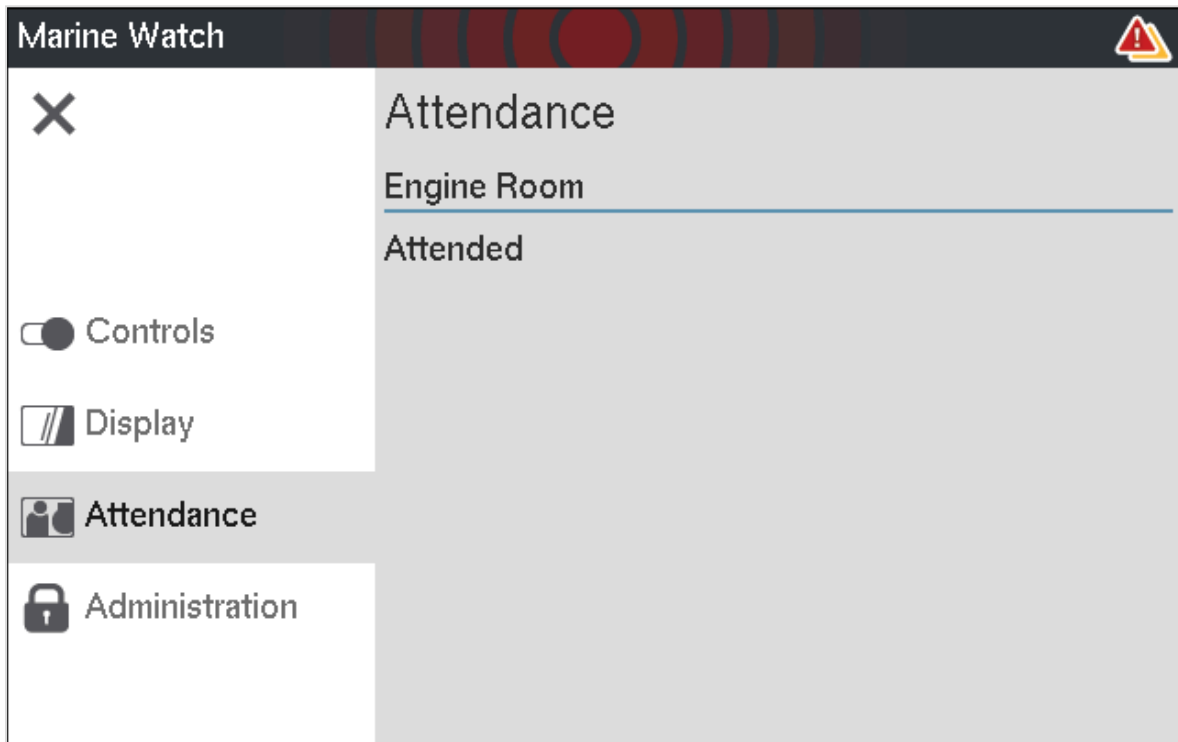 Marine Watch
Attendance
Engine Room
Attended
Controls
Display
Attendance
Administration